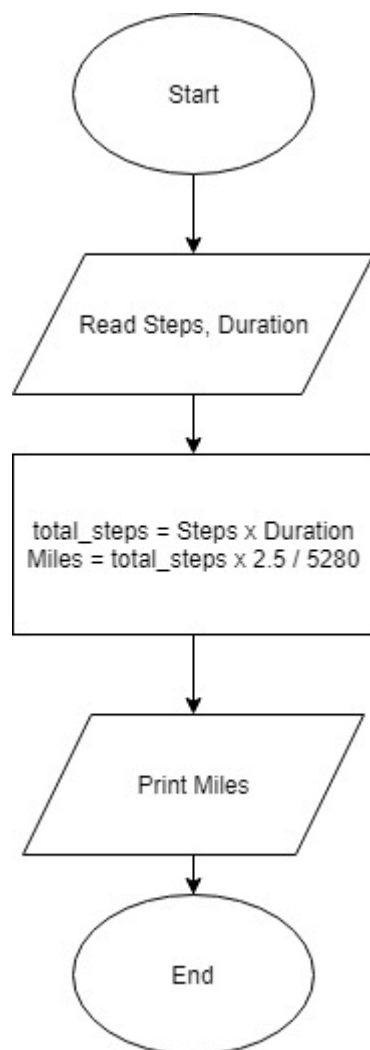 Start
Read Steps, Duration
total_steps = Steps x Duration
Miles = total_steps x 2.5 / 5280
Print Miles
End